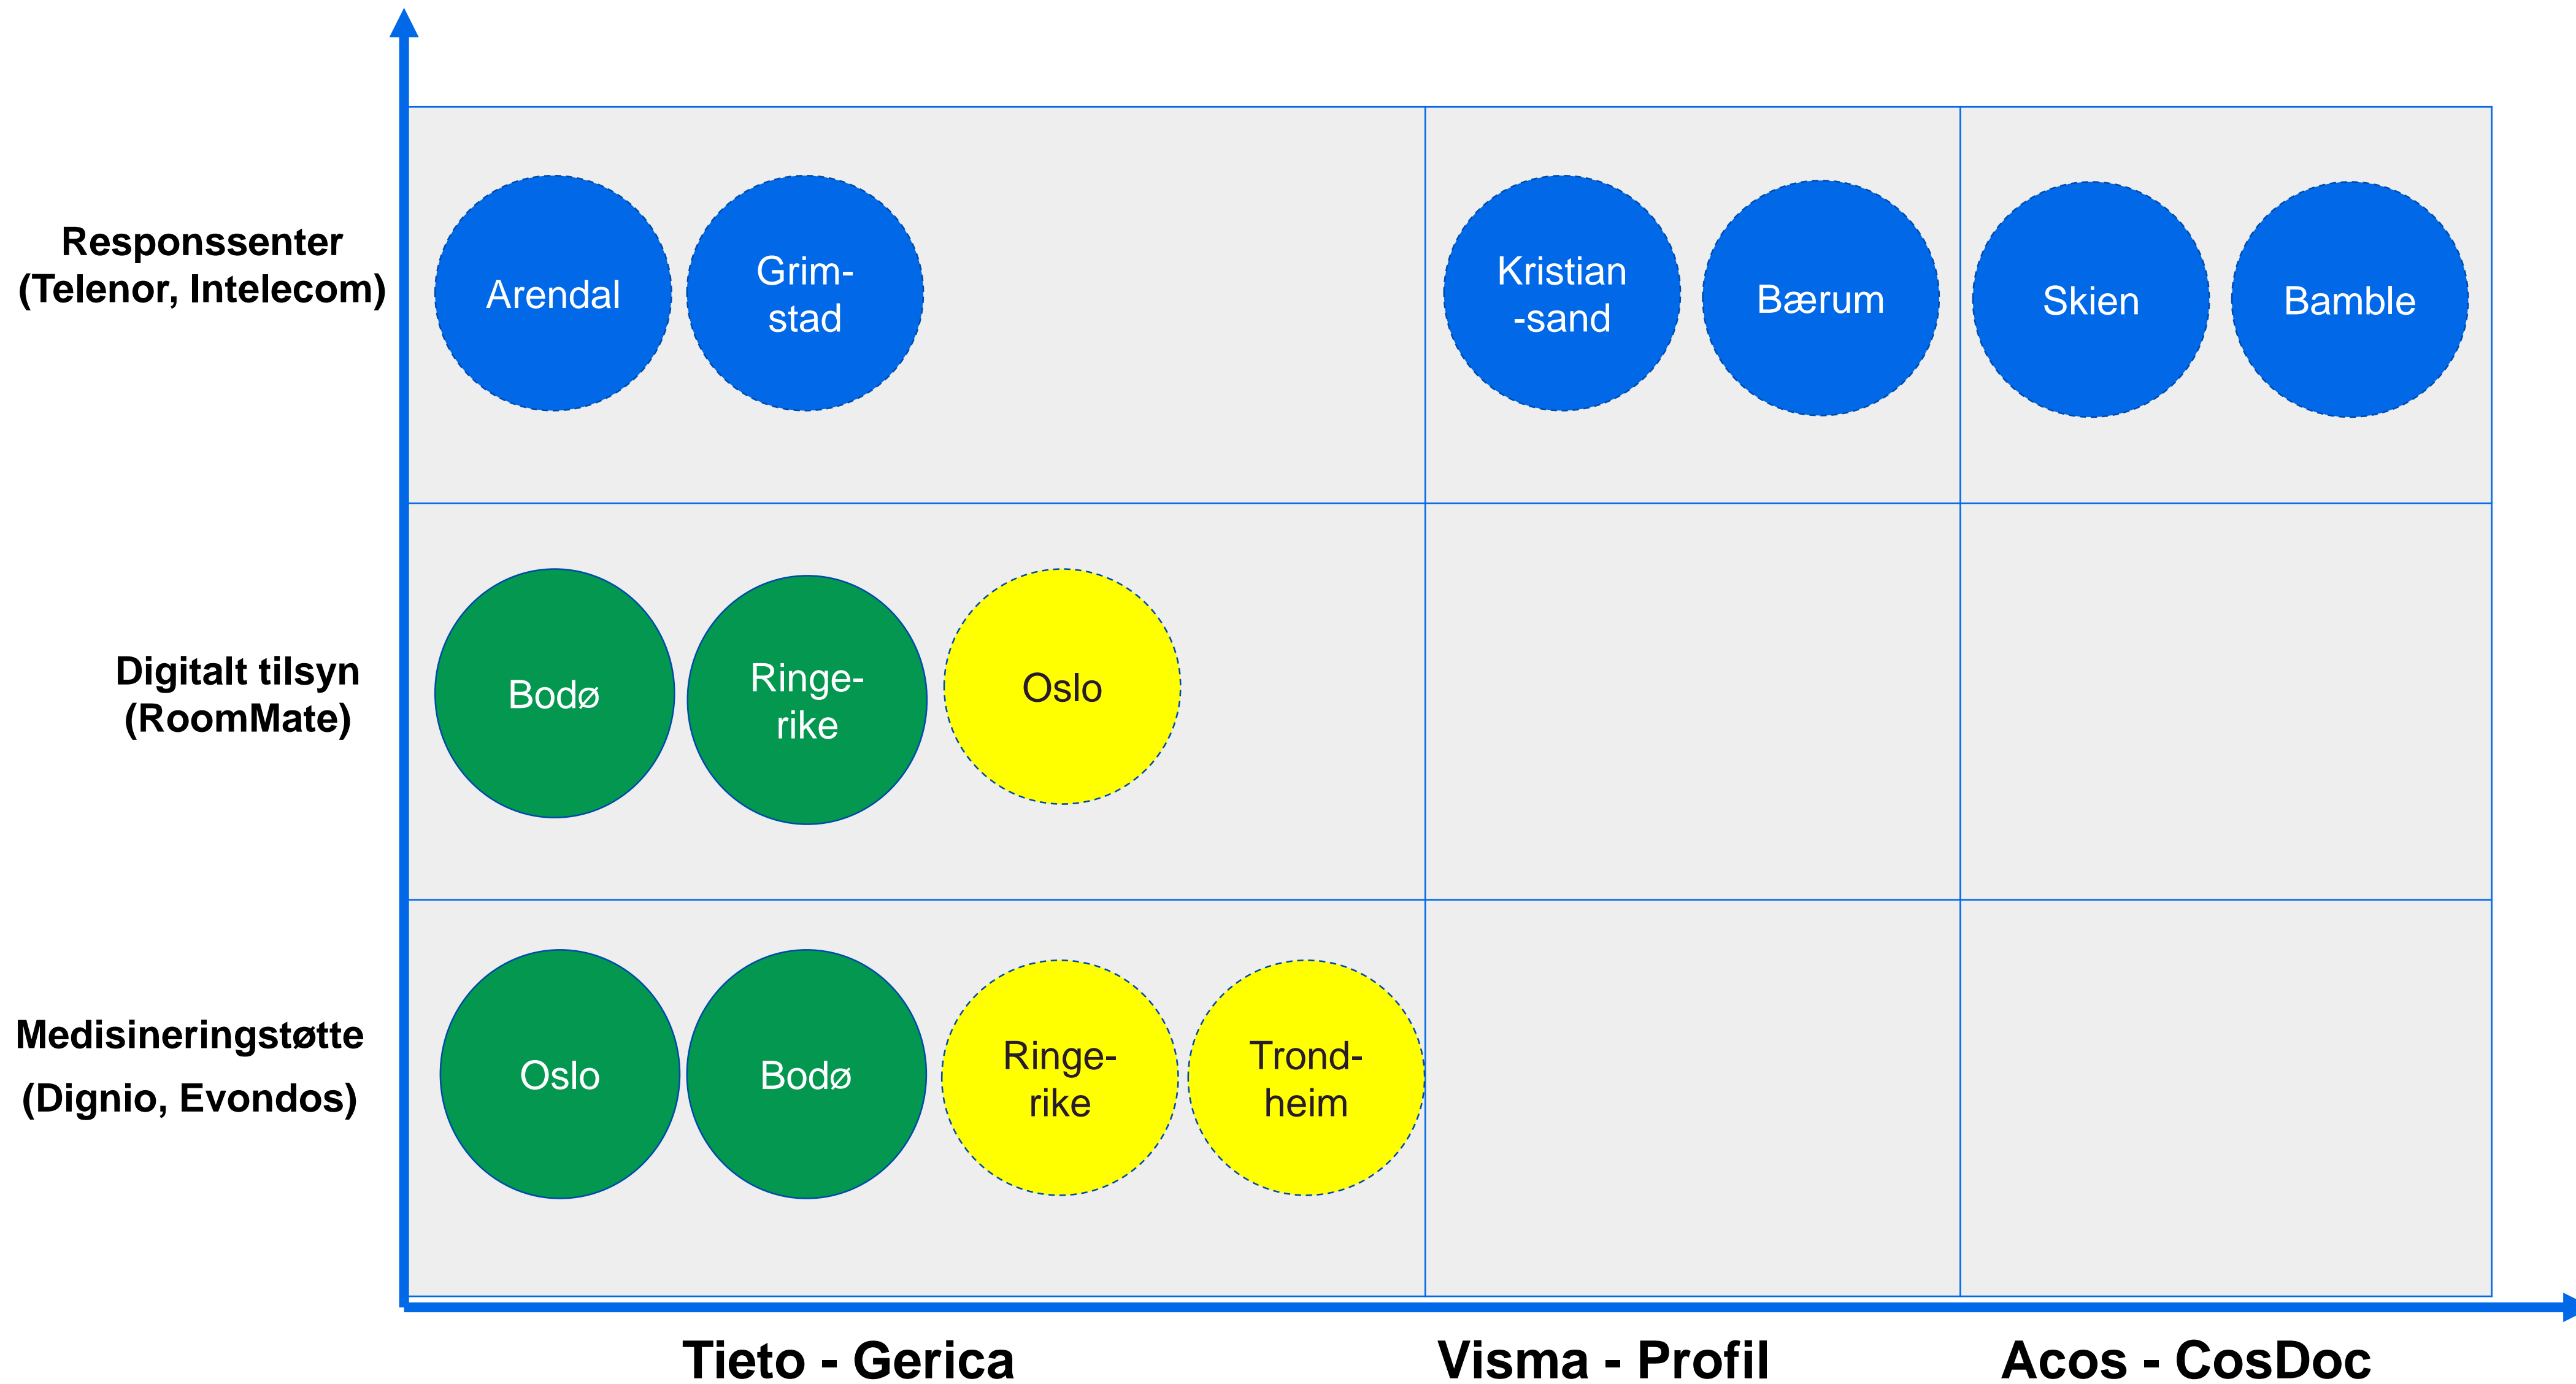 Responssenter
(Telenor, Intelecom)
Arendal
Grim-
stad
Kristian
-sand
Bærum
Skien
Bamble
Digitalt tilsyn
(RoomMate)
Bodø
Ringe-
rike
Oslo
Medisineringstøtte
(Dignio, Evondos)
Oslo
Bodø
Ringe-
rike
Trond-
heim
Tieto - Gerica
Visma - Profil
Acos - CosDoc